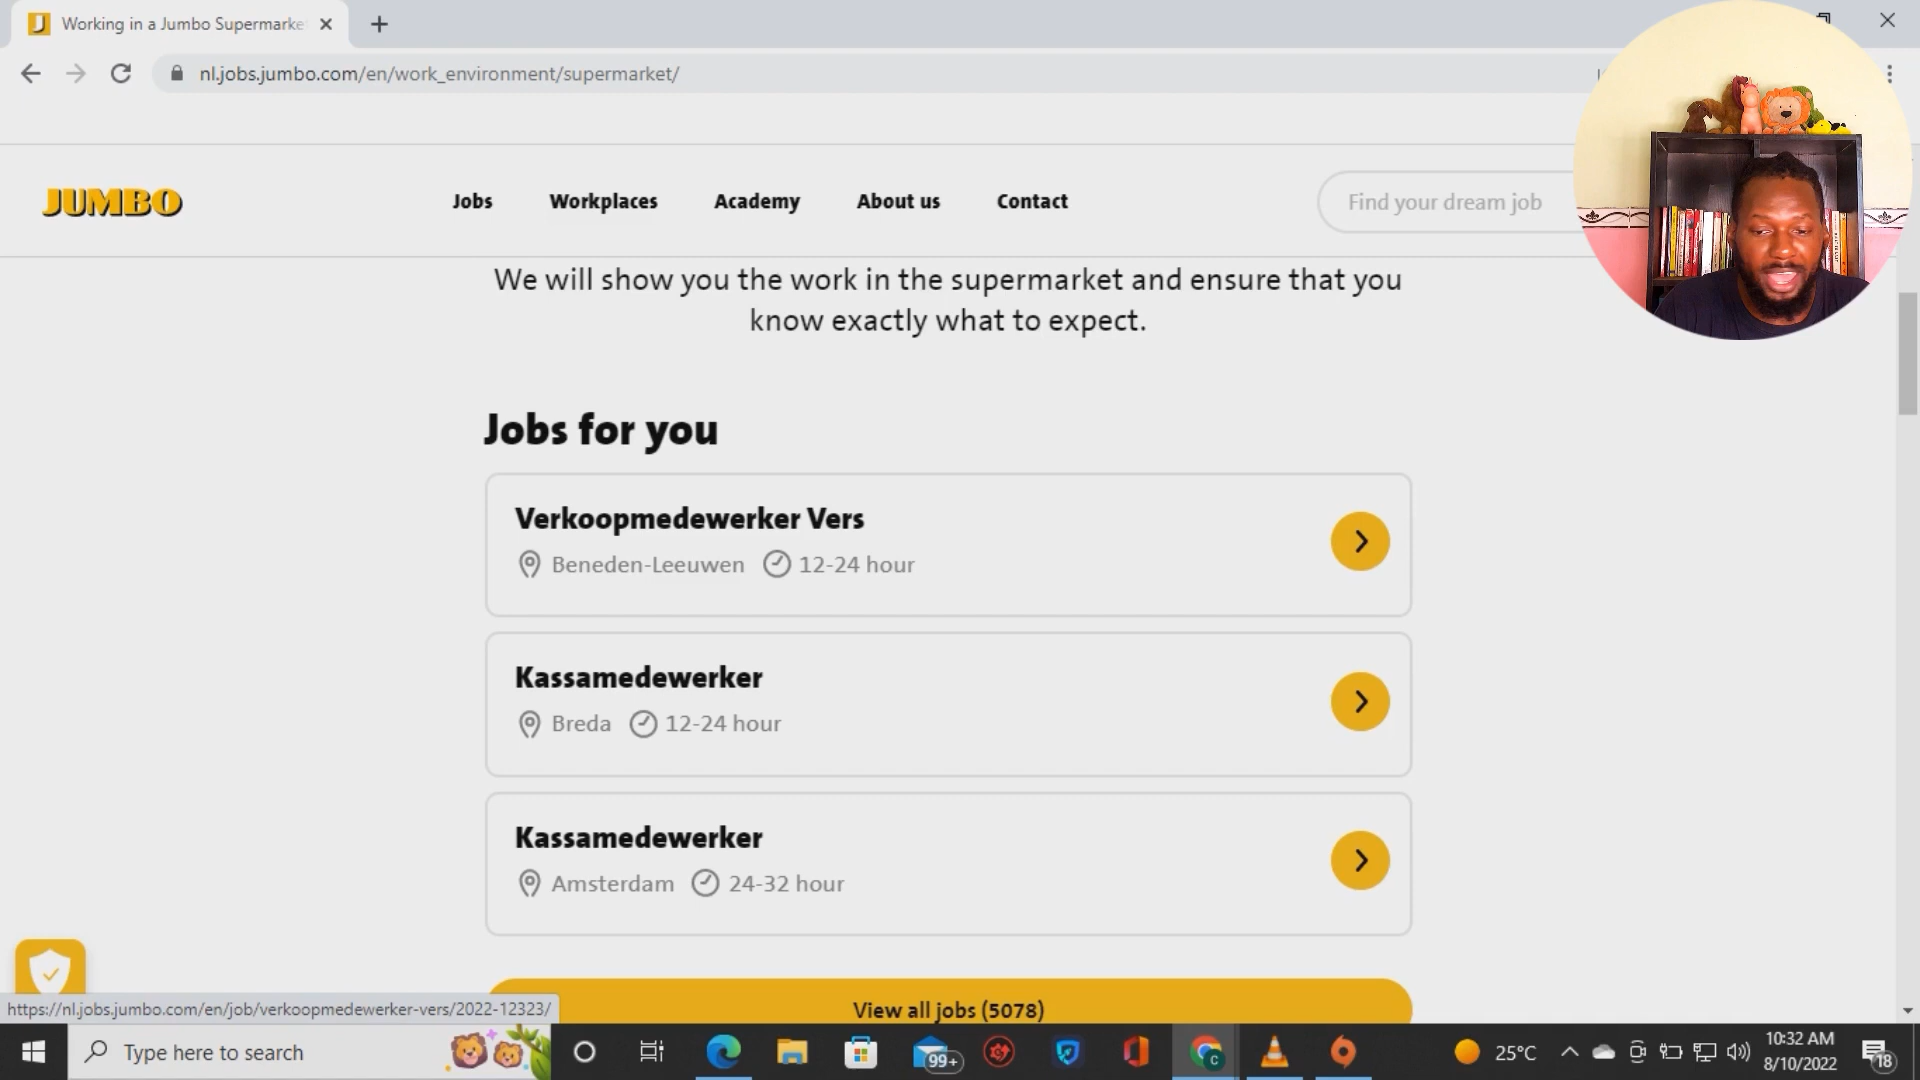 Working in a Jumbo Supermarke
nl.jobs.jumbo.com/en/work_environment/supermarket/
JUMBO
Jobs
Workplaces
Academy
About us
Contact
Find your dream job
We will show you the work in the supermarket and ensure that you
know exactly what to expect.
Jobs for you
Verkoopmedewerker Vers
Beneden-Leeuwen 12-24 hour
Kassamedewerker
Breda 12-24 hour
Kassamedewerker
Amsterdam 24-32 hour
View all jobs (5078)
https://nl.jobs.jumbo.com/en/job/verkoopmedewerker-vers/2022-12323/
Type here to search
99+
C
25°C
10:32 AM
8/10/2022
18